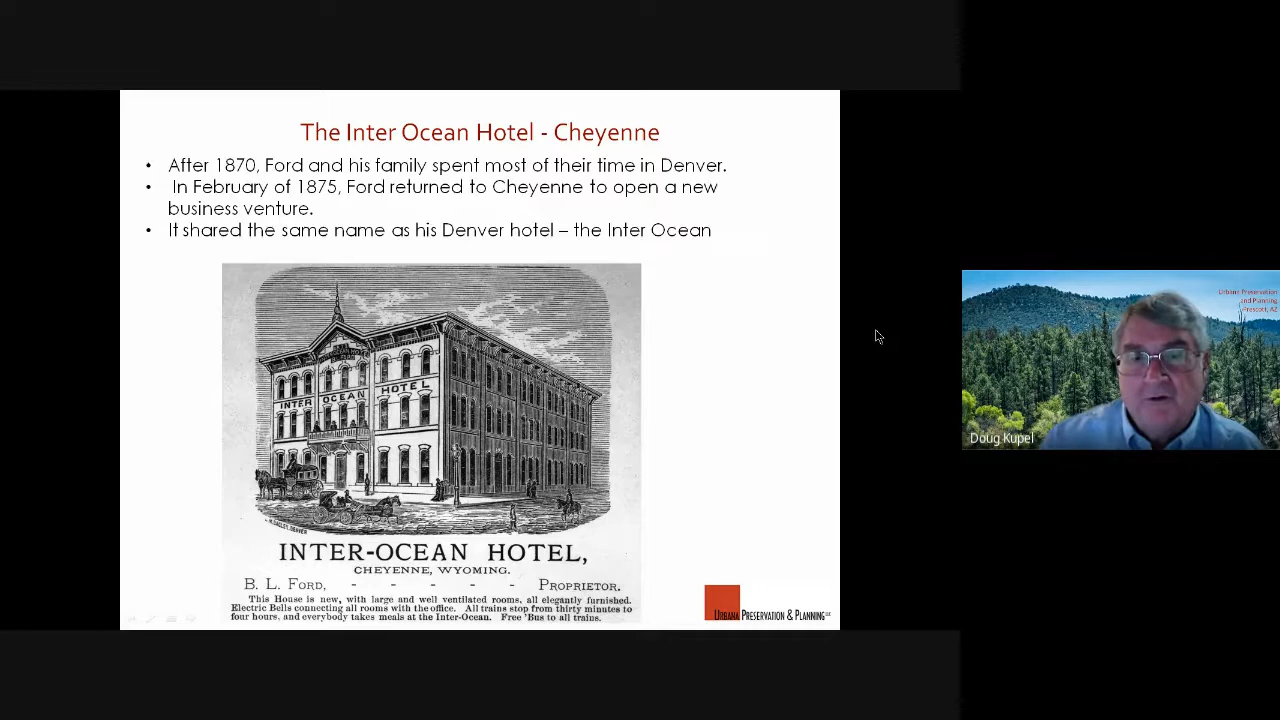 The Inter Ocean Hotel - Cheyenne
• After 1870, Ford and his family spent most of their time in Denver.
• In February of 1875, Ford returned to Cheyenne to open a new
business venture.
• It shared the same name as his Denver hotel – the Inter Ocean
INTER OCEAN HOTEL
INTER-OCEAN HOTEL,
CHEYENNE, WYOMING.
B. L. FORD, - - - - - PROPRIETOR.
This House is new, with large and well ventilated rooms, all elegantly furnished.
Electric Bells connecting all rooms with the office. All trains stop from thirty minutes to
four hours, and everybody takes meals at the Inter-Ocean. Free 'Bus to all trains.
URBANA PRESERVATION & PLANNING LLC
Urbana Preservation
and Planning
Prescott, AZ
Doug Kupel